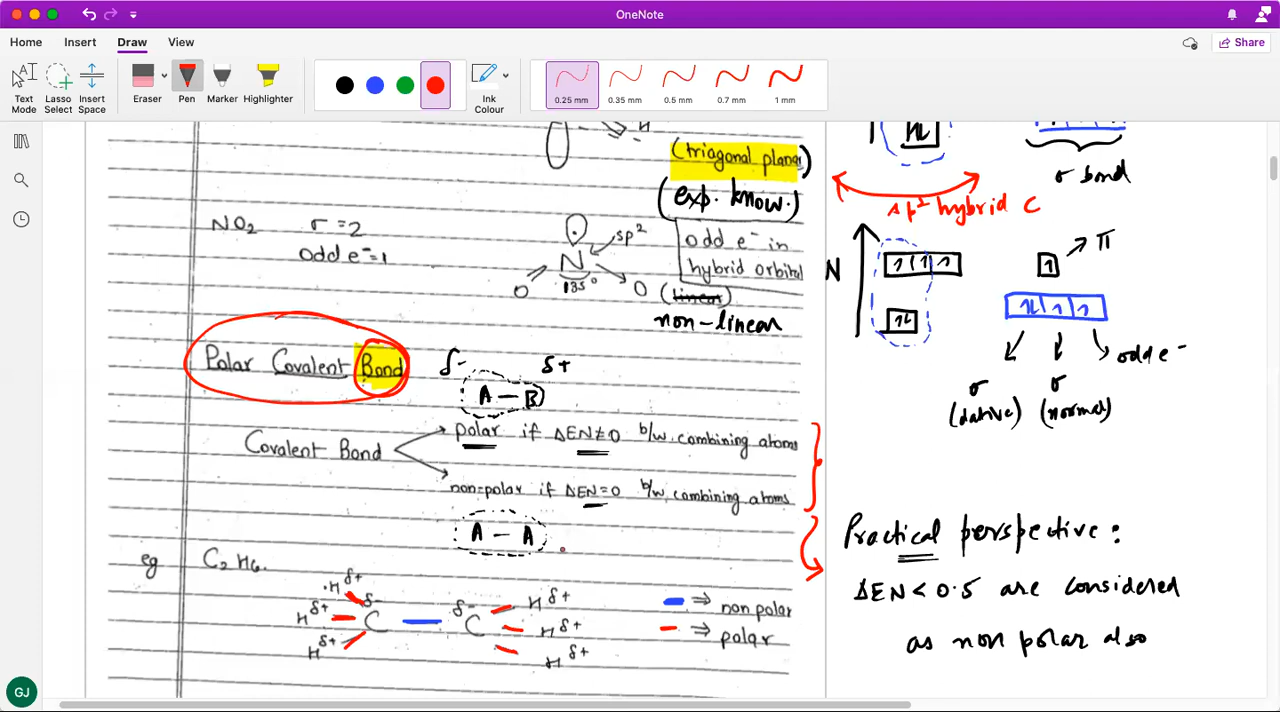 OneNote
Home Insert Draw View
Share
Text Mode
Lasso Select
Insert Space
Eraser
Pen
Marker
Highlighter
Ink Colour
0.25 mm
0.35 mm
0.5 mm
0.7 mm
1 mm
GJ
H
(triagonal planar)
(exp. know.)
NO2 σ = 2
odd e⁻ = 1
sp²
N
135°
O O
odd e⁻ in
hybrid orbital
(linear)
non-linear
Polar Covalent Bond
δ- δ+
A — B
Covalent Bond
polar if ΔEN≠0 b/w. combining atoms
non-polar if ΔEN=0 b/w. combining atoms
A — A
eg C2H6.
H δ+ δ- δ- H δ+
H δ+ C C H δ+
H δ+ H δ+
⇒ non polar
⇒ polar
σ bond
sp² hybrid C
N
π
σ σ odd e⁻
(dative) (normal)
Practical perspective :
ΔEN < 0.5 are considered
as non polar also